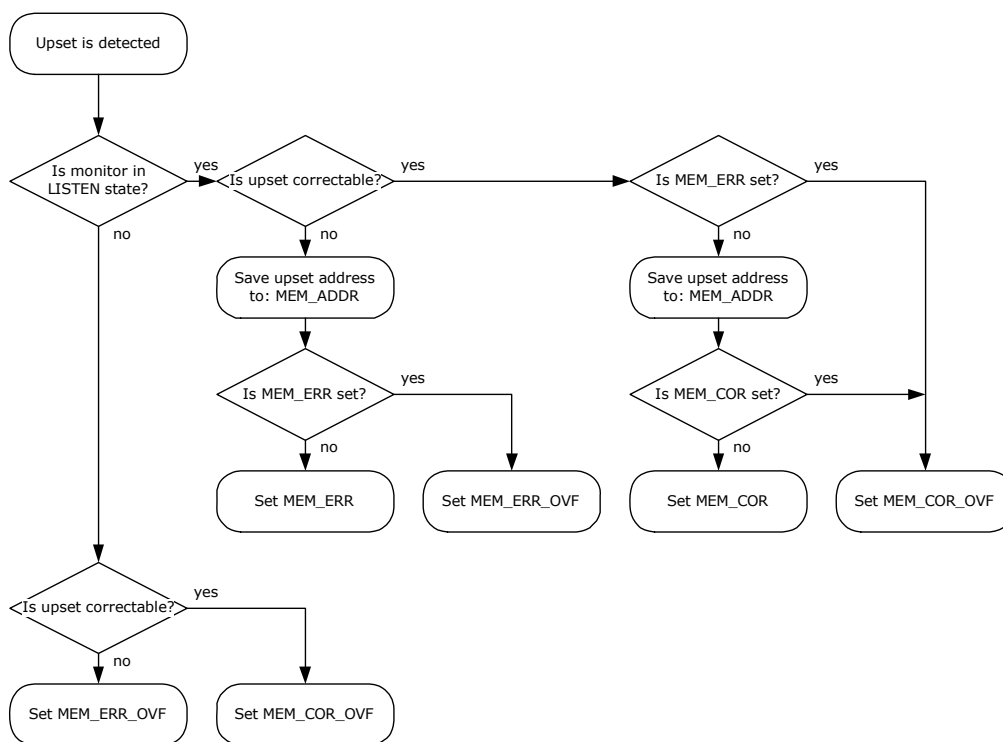 Upset is detected
Is monitor in
LISTEN state?
yes
no
Is upset correctable?
yes
no
Is MEM_ERR set?
yes
no
Save upset address
to: MEM_ADDR
Save upset address
to: MEM_ADDR
Is MEM_ERR set?
yes
no
Is MEM_COR set?
yes
no
Set MEM_ERR
Set MEM_ERR_OVF
Set MEM_COR
Set MEM_COR_OVF
Is upset correctable?
yes
no
Set MEM_ERR_OVF
Set MEM_COR_OVF